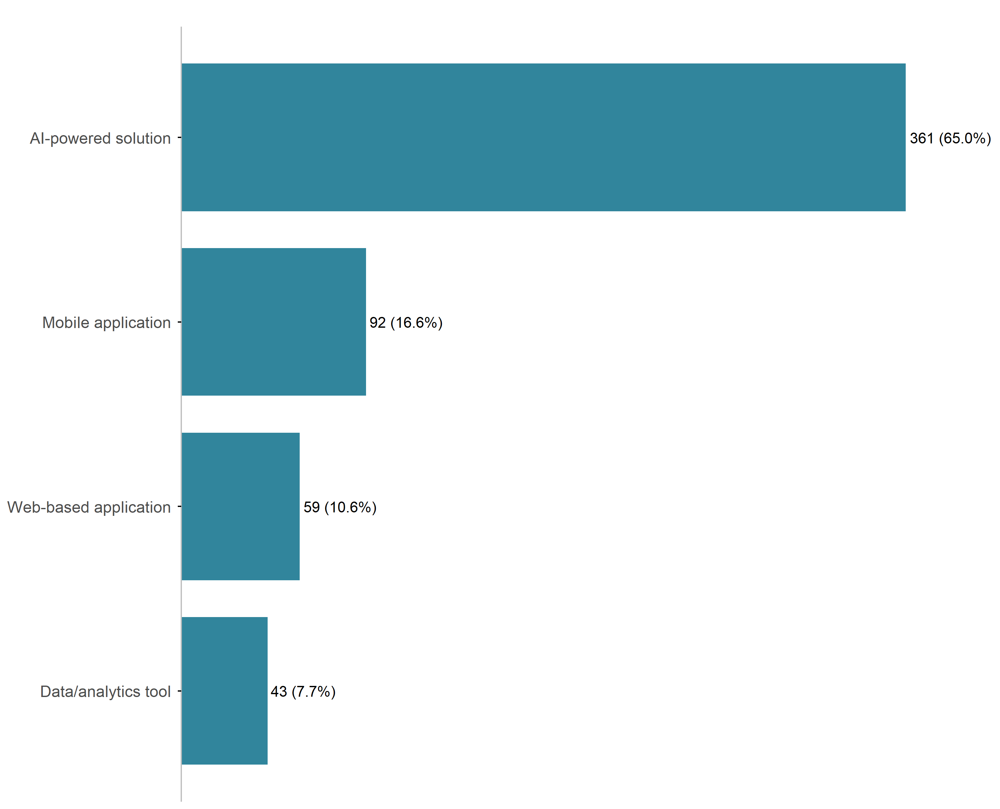 AI-powered solution 361 (65.0%)
Mobile application 92 (16.6%)
Web-based application 59 (10.6%)
Data/analytics tool 43 (7.7%)